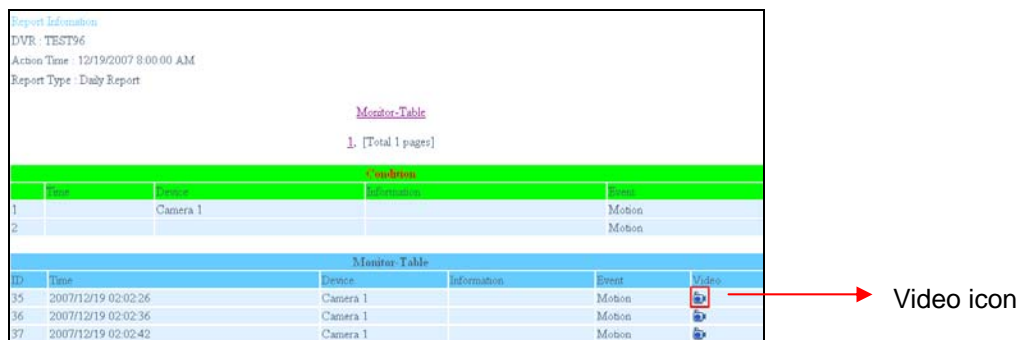 Report Infomation
DVR : TEST96
Action Time : 12/19/2007 8:00:00 AM
Report Type : Daily Report
Monitor-Table
1. [Total 1 pages]
Condition
Time Device Information Event
1 Camera 1 Motion
2 Motion
Monitor-Table
ID Time Device Information Event Video
35 2007/12/19 02:02:26 Camera 1 Motion
36 2007/12/19 02:02:36 Camera 1 Motion
37 2007/12/19 02:02:42 Camera 1 Motion
Video icon